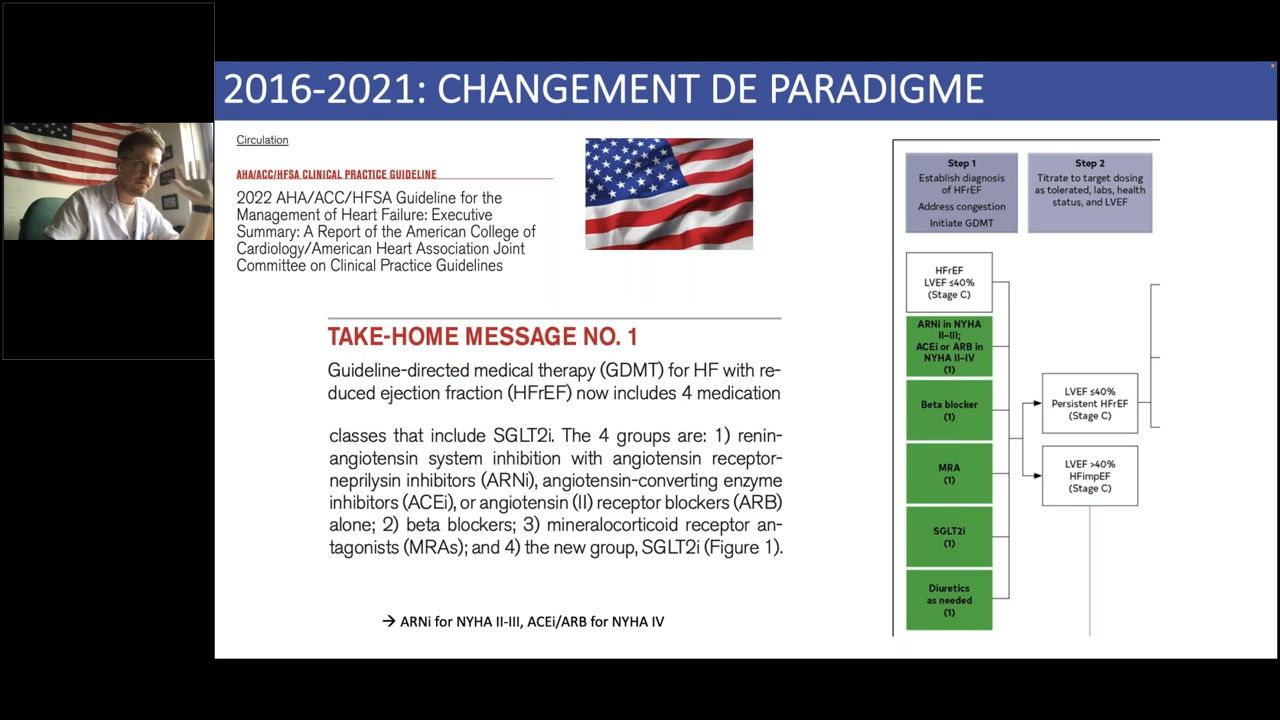 2016-2021: CHANGEMENT DE PARADIGME
Circulation
AHA/ACC/HFSA CLINICAL PRACTICE GUIDELINE
2022 AHA/ACC/HFSA Guideline for the
Management of Heart Failure: Executive
Summary: A Report of the American College of
Cardiology/American Heart Association Joint
Committee on Clinical Practice Guidelines
TAKE-HOME MESSAGE NO. 1
Guideline-directed medical therapy (GDMT) for HF with re-
duced ejection fraction (HFrEF) now includes 4 medication
classes that include SGLT2i. The 4 groups are: 1) renin-
angiotensin system inhibition with angiotensin receptor-
neprilysin inhibitors (ARNi), angiotensin-converting enzyme
inhibitors (ACEi), or angiotensin (II) receptor blockers (ARB)
alone; 2) beta blockers; 3) mineralocorticoid receptor an-
tagonists (MRAs); and 4) the new group, SGLT2i (Figure 1).
→ ARNi for NYHA II-III, ACEi/ARB for NYHA IV
Step 1
Establish diagnosis
of HFrEF
Address congestion
Initiate GDMT
Step 2
Titrate to target dosing
as tolerated, labs, health
status, and LVEF
HFrEF
LVEF ≤40%
(Stage C)
ARNi in NYHA
II–III;
ACEi or ARB in
NYHA II–IV
(1)
Beta blocker
(1)
MRA
(1)
SGLT2i
(1)
Diuretics
as needed
(1)
LVEF ≤40%
Persistent HFrEF
(Stage C)
LVEF >40%
HFimpEF
(Stage C)